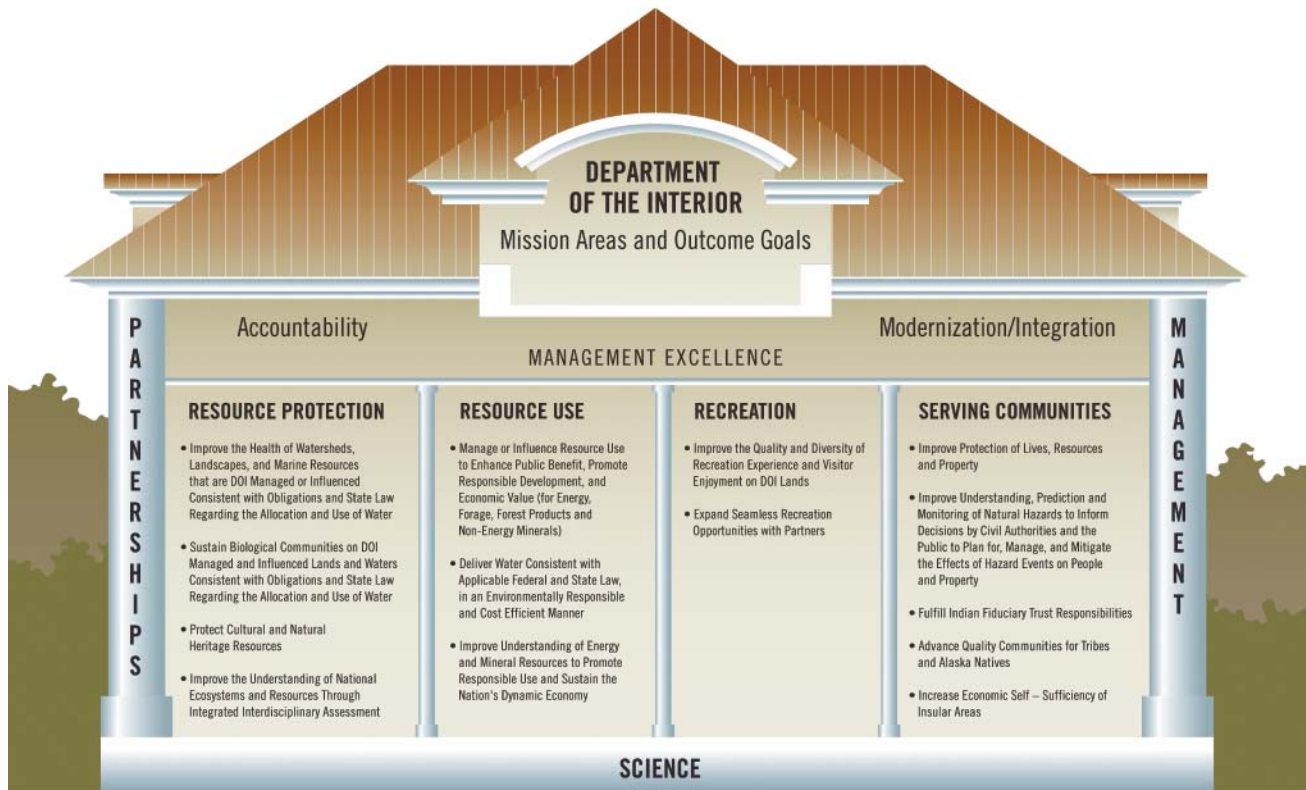 DEPARTMENT
OF THE INTERIOR
Mission Areas and Outcome Goals
PARTNERSHIPS
Accountability
Modernization/Integration
MANAGEMENT EXCELLENCE
MANAGEMENT
RESOURCE PROTECTION
• Improve the Health of Watersheds,
Landscapes, and Marine Resources
that are DOI Managed or Influenced
Consistent with Obligations and State Law
Regarding the Allocation and Use of Water
• Sustain Biological Communities on DOI
Managed and Influenced Lands and Waters
Consistent with Obligations and State Law
Regarding the Allocation and Use of Water
• Protect Cultural and Natural
Heritage Resources
• Improve the Understanding of National
Ecosystems and Resources Through
Integrated Interdisciplinary Assessment
RESOURCE USE
• Manage or Influence Resource Use
to Enhance Public Benefit, Promote
Responsible Development, and
Economic Value (for Energy,
Forage, Forest Products and
Non-Energy Minerals)
• Deliver Water Consistent with
Applicable Federal and State Law,
in an Environmentally Responsible
and Cost Efficient Manner
• Improve Understanding of Energy
and Mineral Resources to Promote
Responsible Use and Sustain the
Nation's Dynamic Economy
RECREATION
• Improve the Quality and Diversity of
Recreation Experience and Visitor
Enjoyment on DOI Lands
• Expand Seamless Recreation
Opportunities with Partners
SERVING COMMUNITIES
• Improve Protection of Lives, Resources
and Property
• Improve Understanding, Prediction and
Monitoring of Natural Hazards to Inform
Decisions by Civil Authorities and the
Public to Plan for, Manage, and Mitigate
the Effects of Hazard Events on People
and Property
• Fulfill Indian Fiduciary Trust Responsibilities
• Advance Quality Communities for Tribes
and Alaska Natives
• Increase Economic Self – Sufficiency of
Insular Areas
SCIENCE